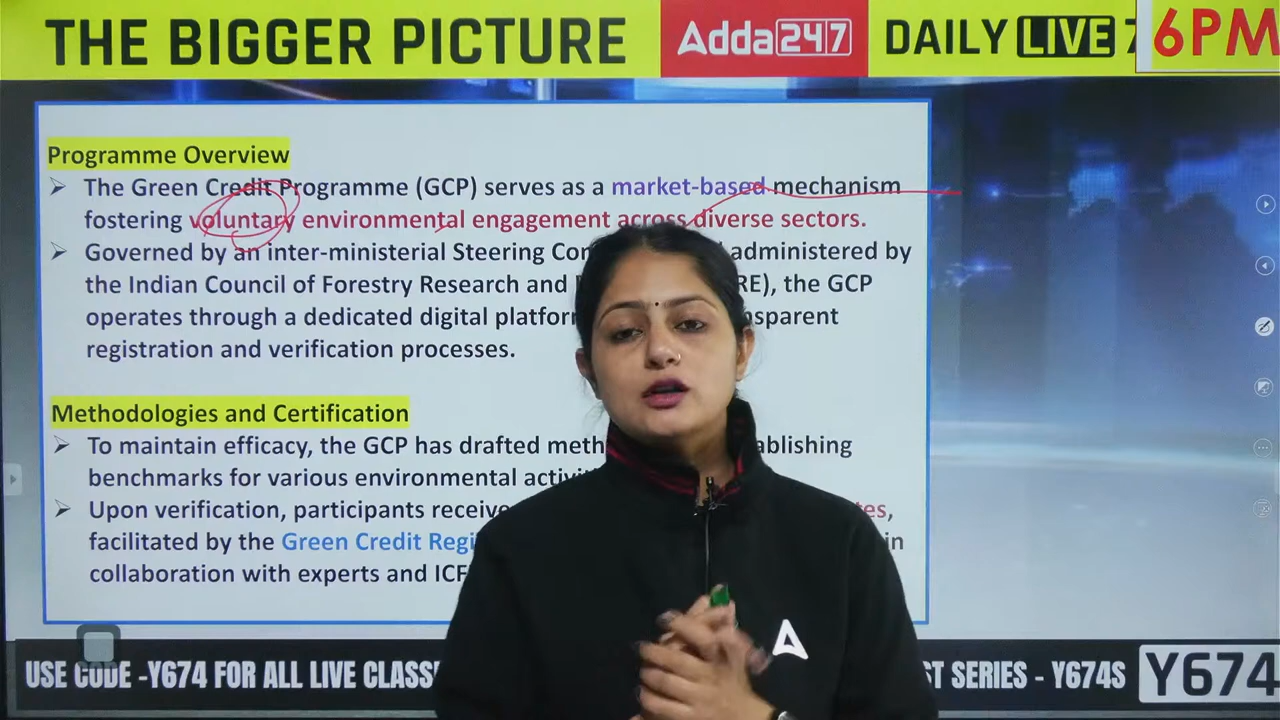 THE BIGGER PICTURE
Adda247
DAILY LIVE 7
6PM
Programme Overview
The Green Credit Programme (GCP) serves as a market-based mechanism
fostering voluntary environmental engagement across diverse sectors.
Governed by an inter-ministerial Steering administered by
the Indian Council of Forestry Research and RE), the GCP
operates through a dedicated digital
registration and verification processes.
Methodologies and Certification
To maintain efficacy, the GCP has drafted
benchmarks for various environmental
Upon verification, participants
facilitated by the Green Credit in
collaboration with experts and
USE CODE -Y674 FOR ALL LIVE
SERIES - Y674S
Y674